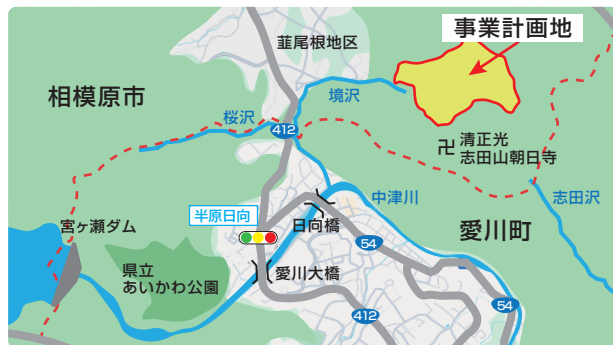 事業計画地
韮尾根地区
相模原市
境沢
桜沢
412
清正光
志田山朝日寺
志田沢
中津川
半原日向
宮ヶ瀬ダム
日向橋
愛川町
54
県立
あいかわ公園
愛川大橋
54
412